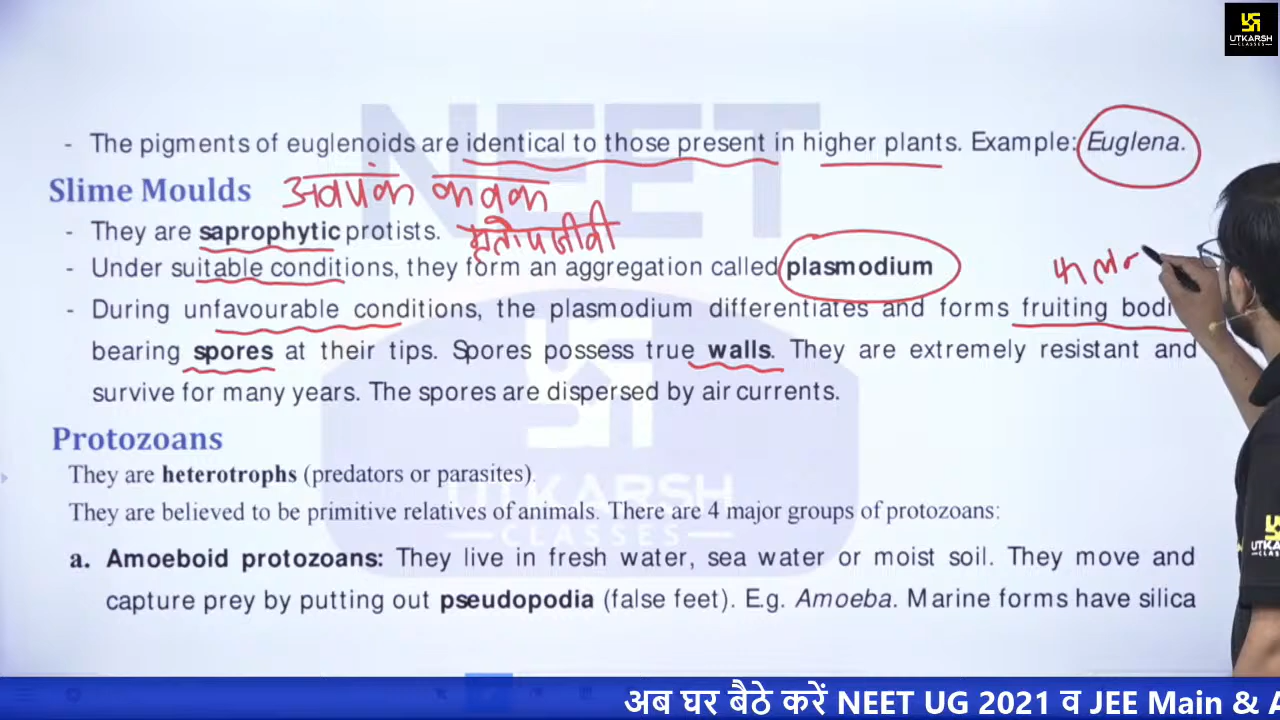 UTKARSH
CLASSES
NEET
- The pigments of euglenoids are identical to those present in higher plants. Example: Euglena.
Slime Moulds अवपंक कवक
- They are saprophytic protists. मृतोपजीवी
- Under suitable conditions, they form an aggregation called plasmodium
- During unfavourable conditions, the plasmodium differentiates and forms fruiting bodi
bearing spores at their tips. Spores possess true walls. They are extremely resistant and
survive for many years. The spores are dispersed by air currents.
Protozoans
They are heterotrophs (predators or parasites).
They are believed to be primitive relatives of animals. There are 4 major groups of protozoans:
UTKARSH
CLASSES
a. Amoeboid protozoans: They live in fresh water, sea water or moist soil. They move and
capture prey by putting out pseudopodia (false feet). E.g. Amoeba. Marine forms have silica
अब घर बैठे करें NEET UG 2021 व JEE Main & A